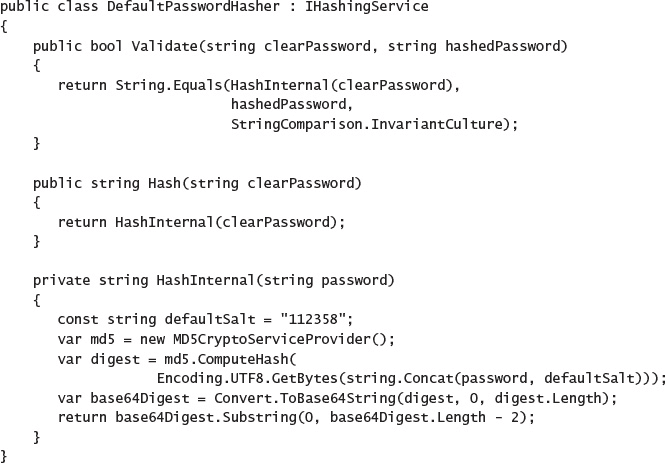 public class DefaultPasswordHasher : IHashingService
{
public bool Validate(string clearPassword, string hashedPassword)
{
return String.Equals(HashInternal(clearPassword),
hashedPassword,
StringComparison.InvariantCulture);
}
public string Hash(string clearPassword)
{
return HashInternal(clearPassword);
}
private string HashInternal(string password)
{
const string defaultSalt = "112358";
var md5 = new MD5CryptoServiceProvider();
var digest = md5.ComputeHash(
Encoding.UTF8.GetBytes(string.Concat(password, defaultSalt)));
var base64Digest = Convert.ToBase64String(digest, 0, digest.Length);
return base64Digest.Substring(0, base64Digest.Length – 2);
}
}